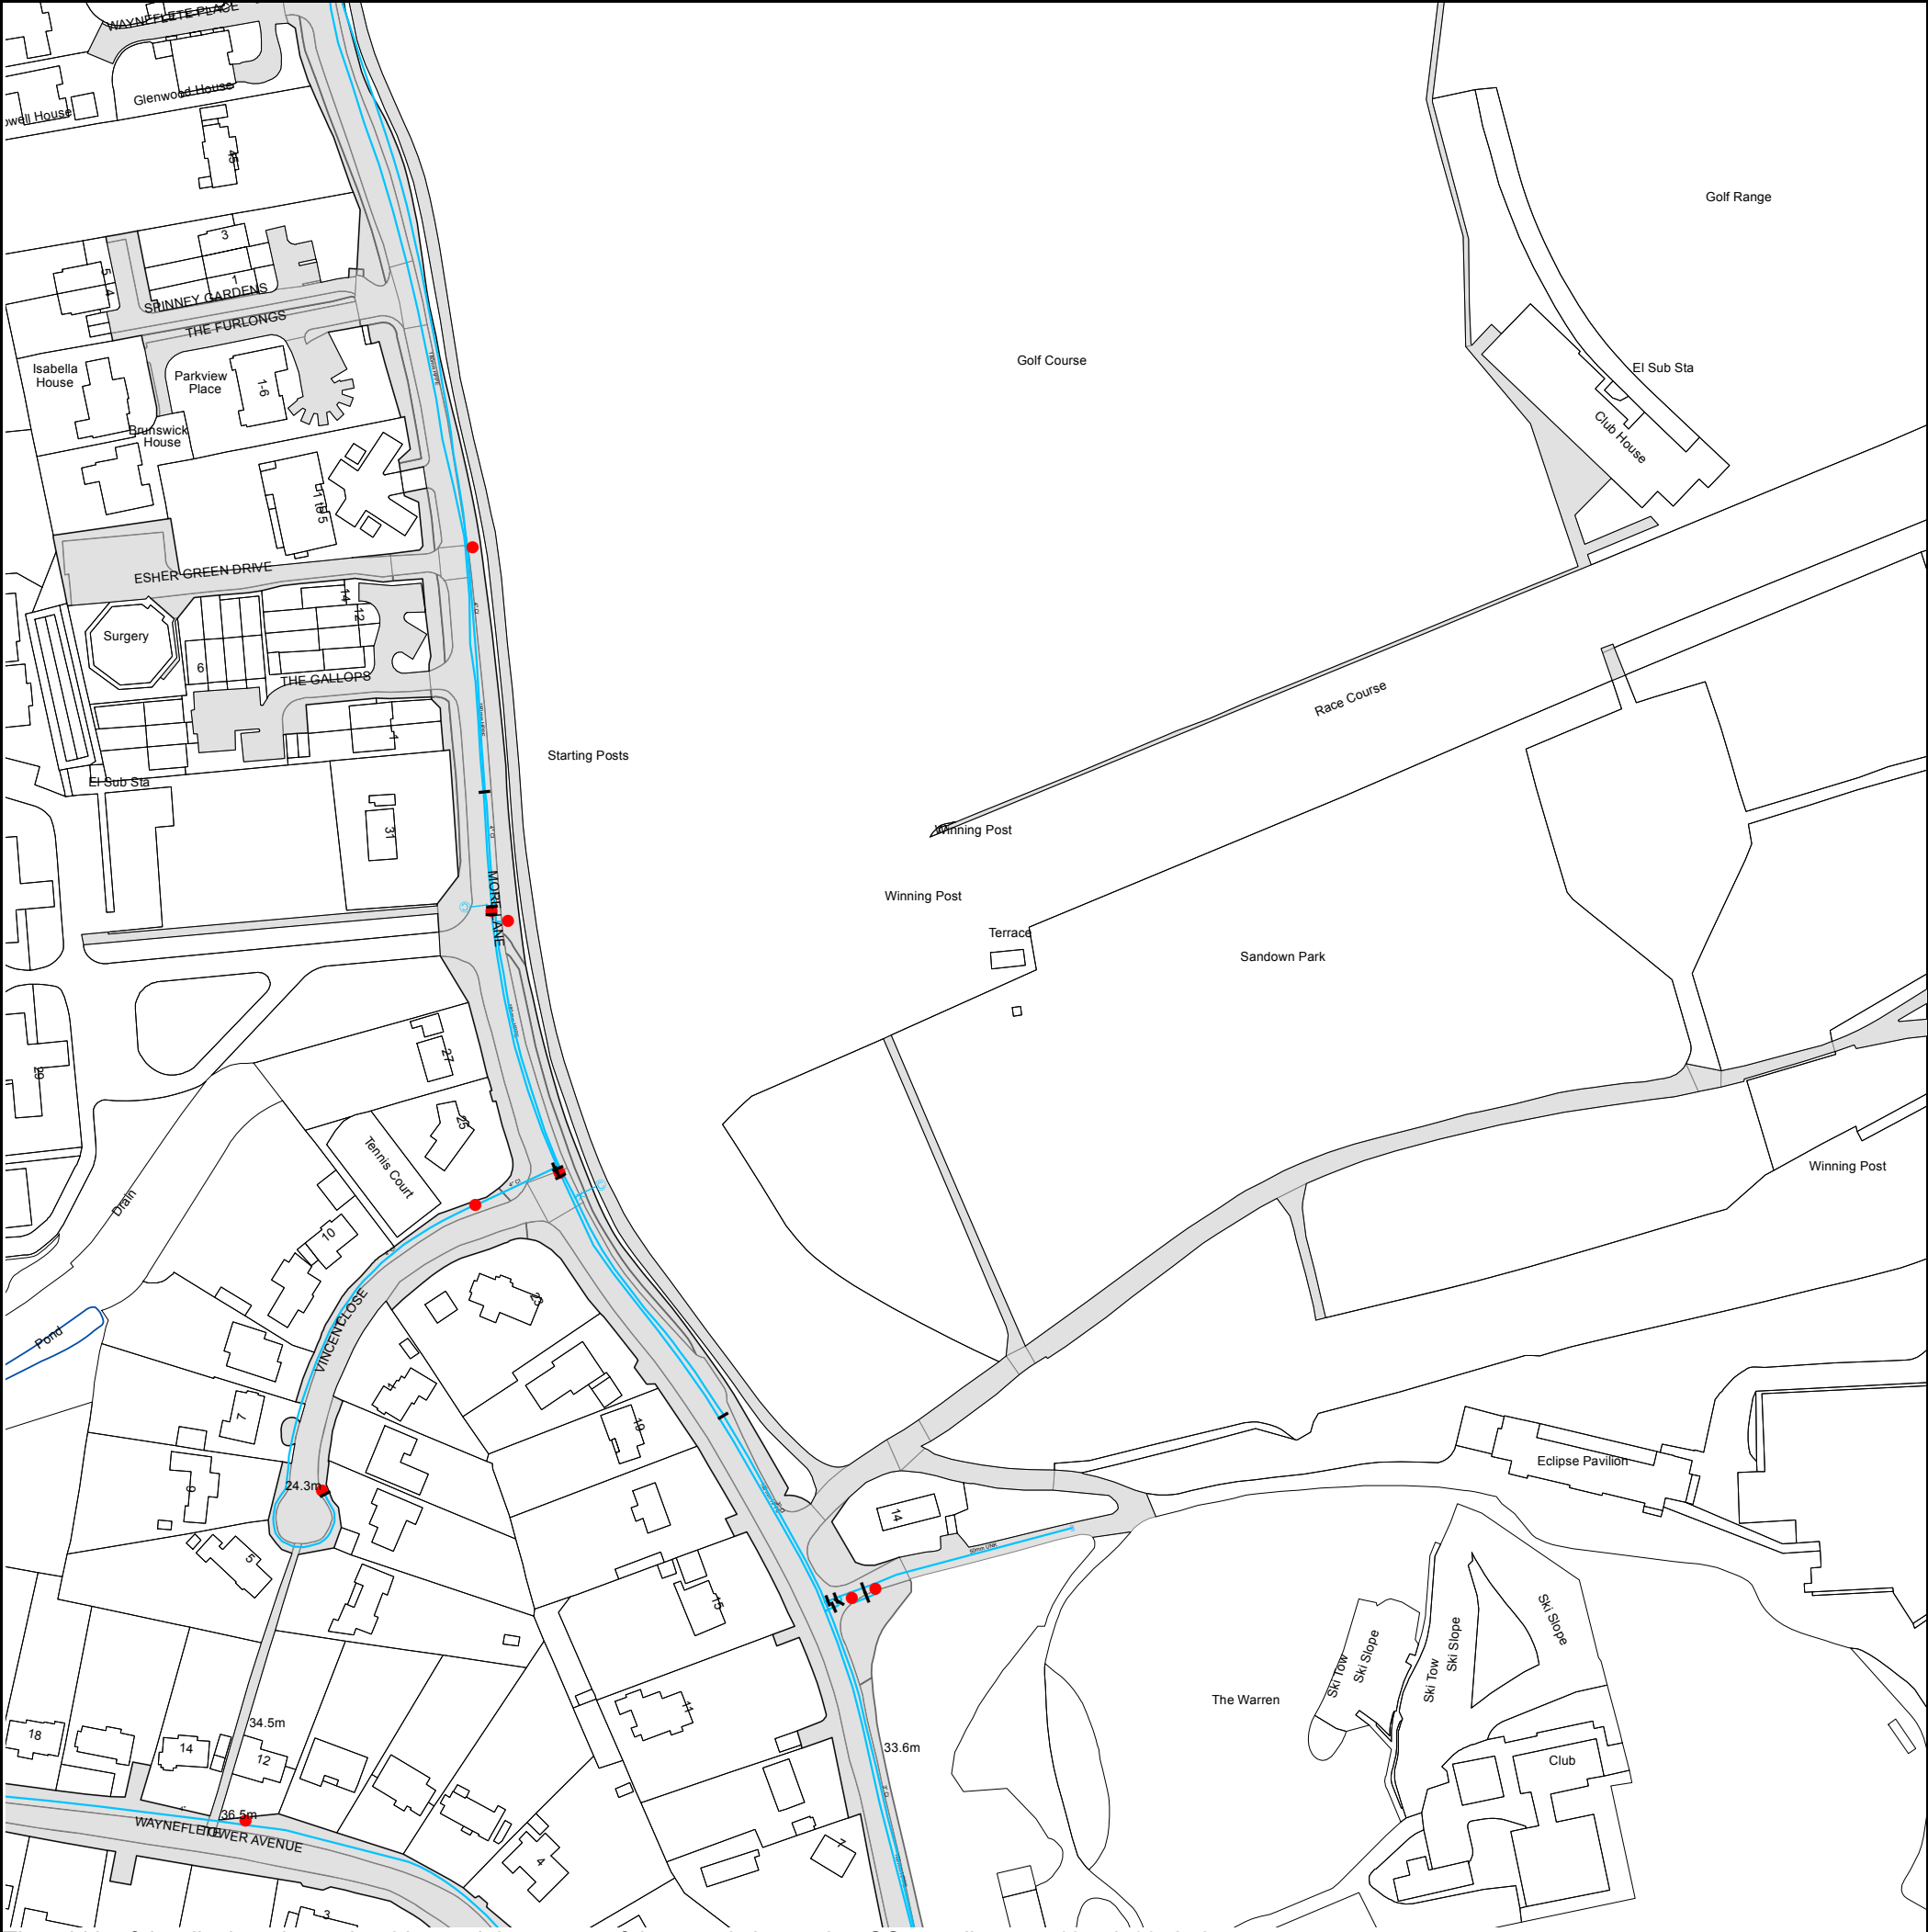 WAYNEFLETE PLACE
Glenwood House
owell House
45
Golf Range
3
1
5
4
SPINNEY GARDENS
THE FURLONGS
Isabella
House
Parkview
Place
1-6
Golf Course
El Sub Sta
Club House
Brunswick
House
1 to 5
ESHER GREEN DRIVE
14
12
Surgery
6
THE GALLOPS
1
Race Course
Starting Posts
El Sub Sta
31
Winning Post
MORE LANE
Winning Post
Terrace
Sandown Park
27
29
25
Tennis Court
Winning Post
Drain
10
23
Pond
VINCENT CLOSE
1
7
19
24.3m
9
Eclipse Pavilion
14
5
50mm UNK
15
Ski Slope
Ski Slope
Ski Slope
Ski Tow
Ski Tow
The Warren
11
34.5m
18
14
12
33.6m
Club
36.5m
WAYNEFLETE
TOWER AVENUE
7
4
3